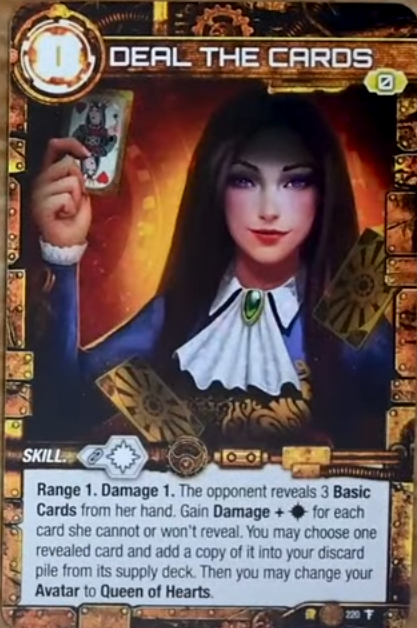 1 DEAL THE CARDS
0
SKILL.
Range 1. Damage 1. The opponent reveals 3 Basic
Cards from her hand. Gain Damage + for each
card she cannot or won't reveal. You may choose one
revealed card and add a copy of it into your discard
pile from its supply deck. Then you may change your
Avatar to Queen of Hearts.
R 220